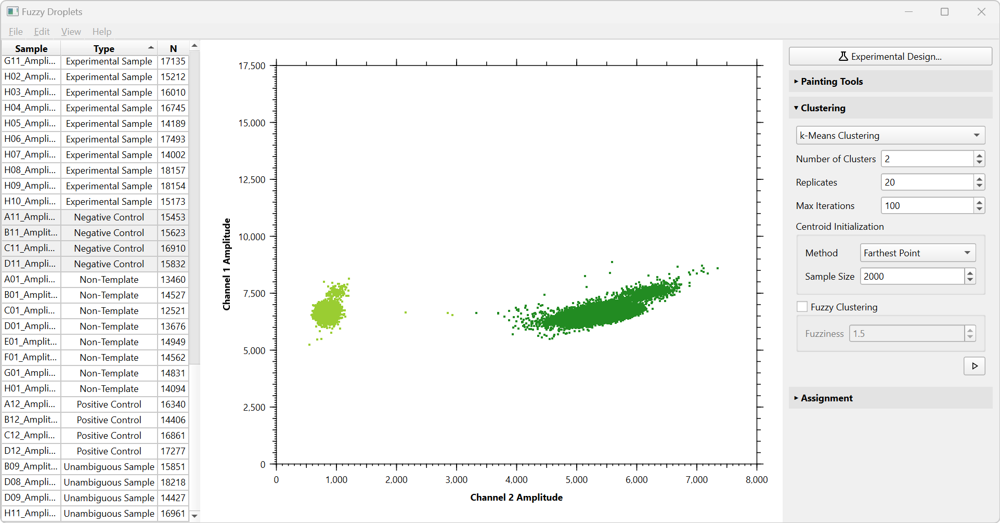 Fuzzy Droplets
File Edit View Help
Sample Type N
G11_Ampli... Experimental Sample 17135
H02_Ampli... Experimental Sample 15212
H03_Ampli... Experimental Sample 16010
H04_Ampli... Experimental Sample 16745
H05_Ampli... Experimental Sample 14189
H06_Ampli... Experimental Sample 17493
H07_Ampli... Experimental Sample 14002
H08_Ampli... Experimental Sample 18157
H09_Ampli... Experimental Sample 18154
H10_Ampli... Experimental Sample 15173
A11_Ampli... Negative Control 15453
B11_Amplit... Negative Control 15623
C11_Ampli... Negative Control 16910
D11_Ampli... Negative Control 15832
A01_Ampli... Non-Template 13460
B01_Ampli... Non-Template 14527
C01_Ampli... Non-Template 12521
D01_Ampli... Non-Template 13676
E01_Amplit... Non-Template 14949
F01_Amplit... Non-Template 14562
G01_Ampli... Non-Template 14831
H01_Ampli... Non-Template 14094
A12_Ampli... Positive Control 16340
B12_Amplit... Positive Control 14406
C12_Ampli... Positive Control 16861
D12_Ampli... Positive Control 17277
B09_Amplit... Unambiguous Sample 15851
D08_Ampli... Unambiguous Sample 18218
D09_Ampli... Unambiguous Sample 14427
H11_Ampli... Unambiguous Sample 16961
Channel 1 Amplitude
17,500
15,000
12,500
10,000
7,500
5,000
2,500
0
0 1,000 2,000 3,000 4,000 5,000 6,000 7,000 8,000
Channel 2 Amplitude
Experimental Design...
Painting Tools
Clustering
k-Means Clustering
Number of Clusters 2
Replicates 20
Max Iterations 100
Centroid Initialization
Method Farthest Point
Sample Size 2000
Fuzzy Clustering
Fuzziness 1.5
Assignment